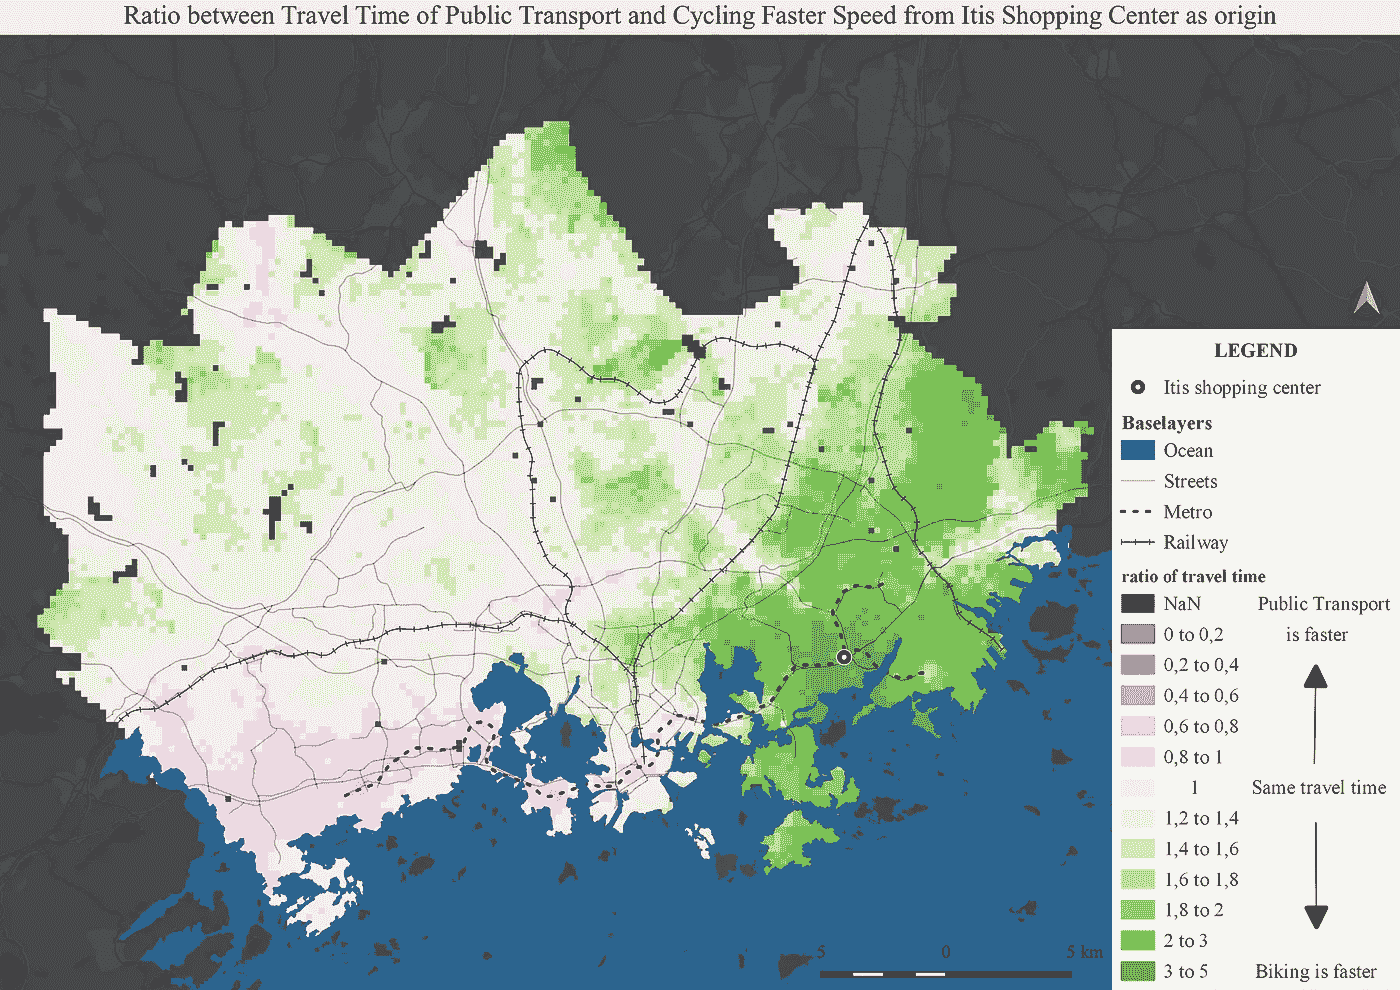 Ratio between Travel Time of Public Transport and Cycling Faster Speed from Itis Shopping Center as origin
LEGEND
Itis shopping center
Baselayers
Ocean
Streets
Metro
Railway
ratio of travel time
NaN Public Transport
0 to 0,2 is faster
0,2 to 0,4
0,4 to 0,6
0,6 to 0,8
0,8 to 1
1 Same travel time
1,2 to 1,4
1,4 to 1,6
1,6 to 1,8
1,8 to 2
2 to 3
3 to 5 Biking is faster
5 0 5 km